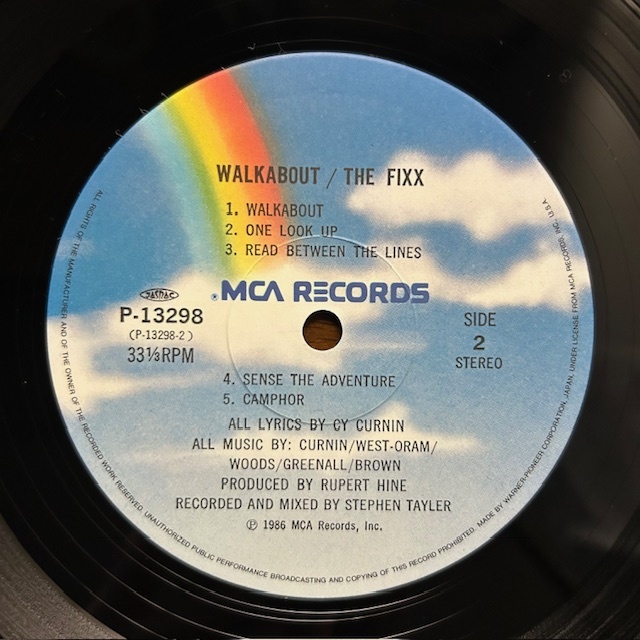 WALKABOUT / THE FIXX
1. WALKABOUT
2. ONE LOOK UP
3. READ BETWEEN THE LINES
MCA RECORDS
JASRAC
P-13298
(P-13298-2)
33⅓RPM
SIDE
2
STEREO
4. SENSE THE ADVENTURE
5. CAMPHOR
ALL LYRICS BY CY CURNIN
ALL MUSIC BY: CURNIN/WEST-ORAM/
WOODS/GREENALL/BROWN
PRODUCED BY RUPERT HINE
RECORDED AND MIXED BY STEPHEN TAYLER
℗ 1986 MCA Records, Inc.
ALL RIGHTS OF THE MANUFACTURER AND OF THE OWNER OF THE RECORDED WORK RESERVED. UNAUTHORIZED PUBLIC PERFORMANCE BROADCASTING AND COPYING OF THIS RECORD PROHIBITED. MADE BY WARNER-PIONEER CORPORATION, JAPAN, UNDER LICENSE FROM MCA RECORDS, INC., U.S.A.